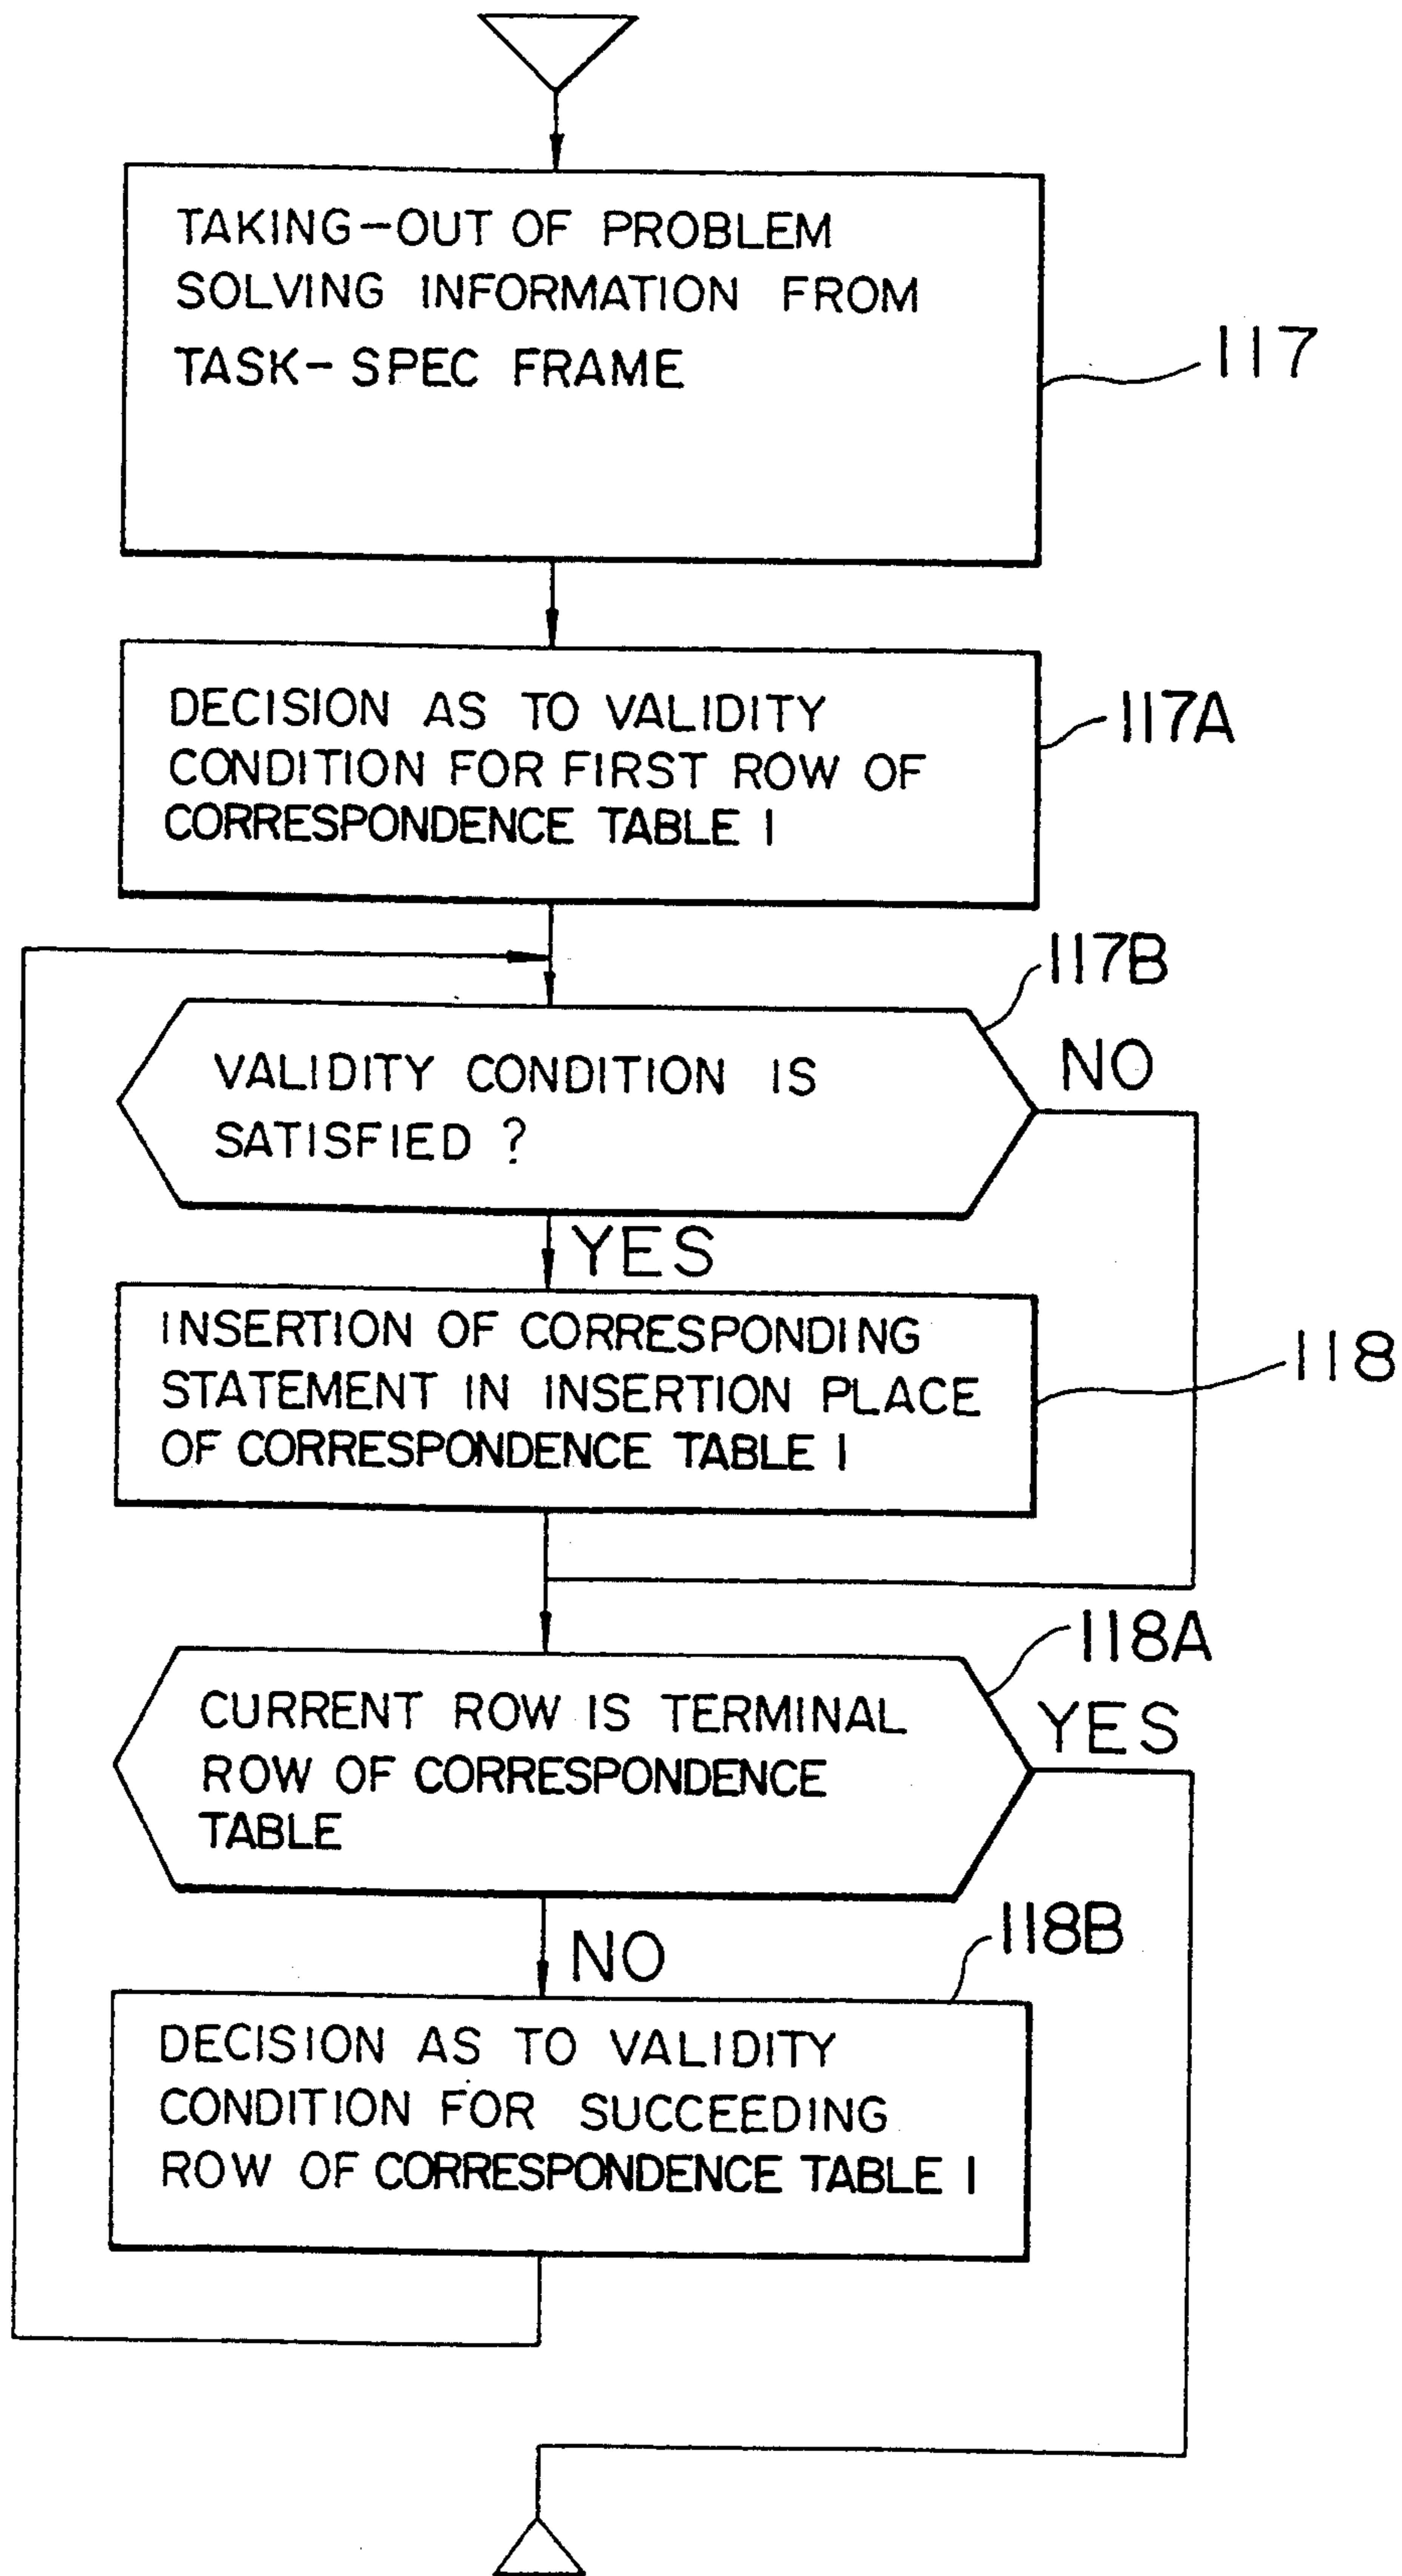 TAKING-OUT OF PROBLEM
SOLVING INFORMATION FROM
TASK-SPEC FRAME
117
DECISION AS TO VALIDITY
CONDITION FOR FIRST ROW OF
CORRESPONDENCE TABLE 1
117A
117B
VALIDITY CONDITION IS
SATISFIED ?
NO
YES
INSERTION OF CORRESPONDING
STATEMENT IN INSERTION PLACE
OF CORRESPONDENCE TABLE 1
118
118A
CURRENT ROW IS TERMINAL
ROW OF CORRESPONDENCE
TABLE
YES
NO
118B
DECISION AS TO VALIDITY
CONDITION FOR SUCCEEDING
ROW OF CORRESPONDENCE TABLE 1